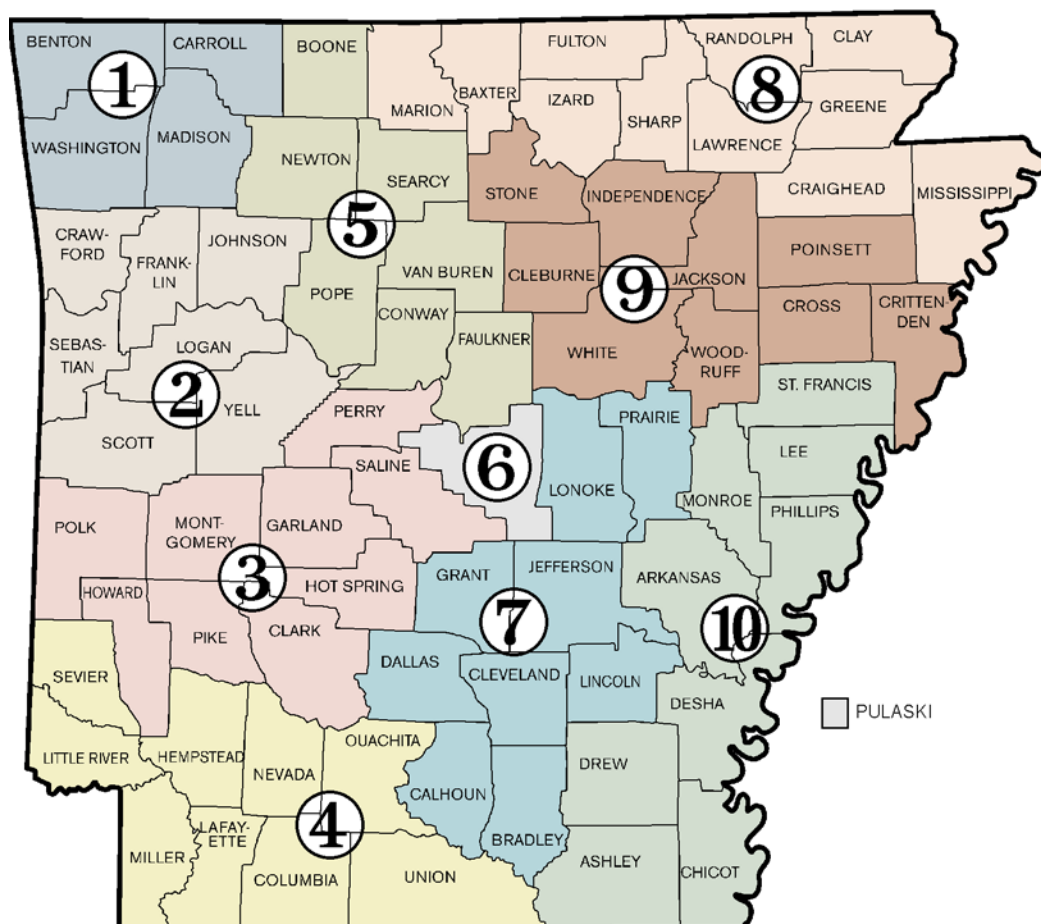 BENTON
CARROLL
BOONE
FULTON
RANDOLPH
CLAY
1
MARION
BAXTER
IZARD
SHARP
8
GREENE
LAWRENCE
WASHINGTON
MADISON
NEWTON
SEARCY
STONE
INDEPENDENCE
CRAIGHEAD
MISSISSIPPI
CRAW-
FORD
FRANK-
LIN
JOHNSON
5
POPE
VAN BUREN
CLEBURNE
9
JACKSON
POINSETT
CONWAY
CROSS
CRITTEN-
DEN
SEBAS-
TIAN
LOGAN
FAULKNER
WHITE
WOOD-
RUFF
ST. FRANCIS
2
YELL
SCOTT
PERRY
PRAIRIE
SALINE
6
LONOKE
MONROE
LEE
PHILLIPS
POLK
MONT-
GOMERY
GARLAND
3
HOT SPRING
HOWARD
PIKE
CLARK
GRANT
JEFFERSON
ARKANSAS
7
10
DALLAS
CLEVELAND
LINCOLN
DESHA
SEVIER
PULASKI
LITTLE RIVER
HEMPSTEAD
NEVADA
OUACHITA
CALHOUN
DREW
4
LAFAY-
ETTE
MILLER
COLUMBIA
UNION
BRADLEY
ASHLEY
CHICOT